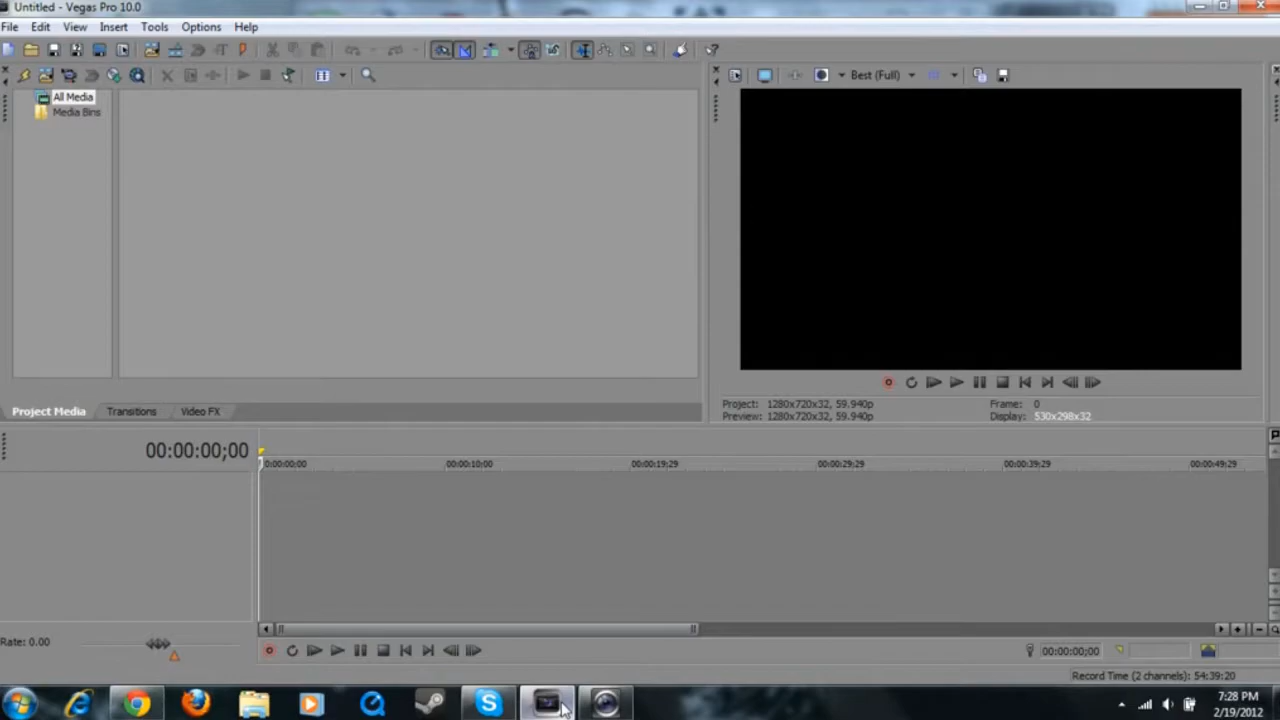 Untitled - Vegas Pro 10.0
File Edit View Insert Tools Options Help
Best (Full)
All Media
Media Bins
Project: 1280x720x32, 59.940p Frame: 0
Preview: 1280x720x32, 59.940p Display: 530x298x32
Project Media Transitions Video FX
00:00:00;00
0:00:00;00 00:00:10;00 00:00:19;29 00:00:29;29 00:00:39;29 00:00:49;29
Rate: 0.00
00:00:00;00
Record Time (2 channels): 54:39:20
7:28 PM
2/19/2012